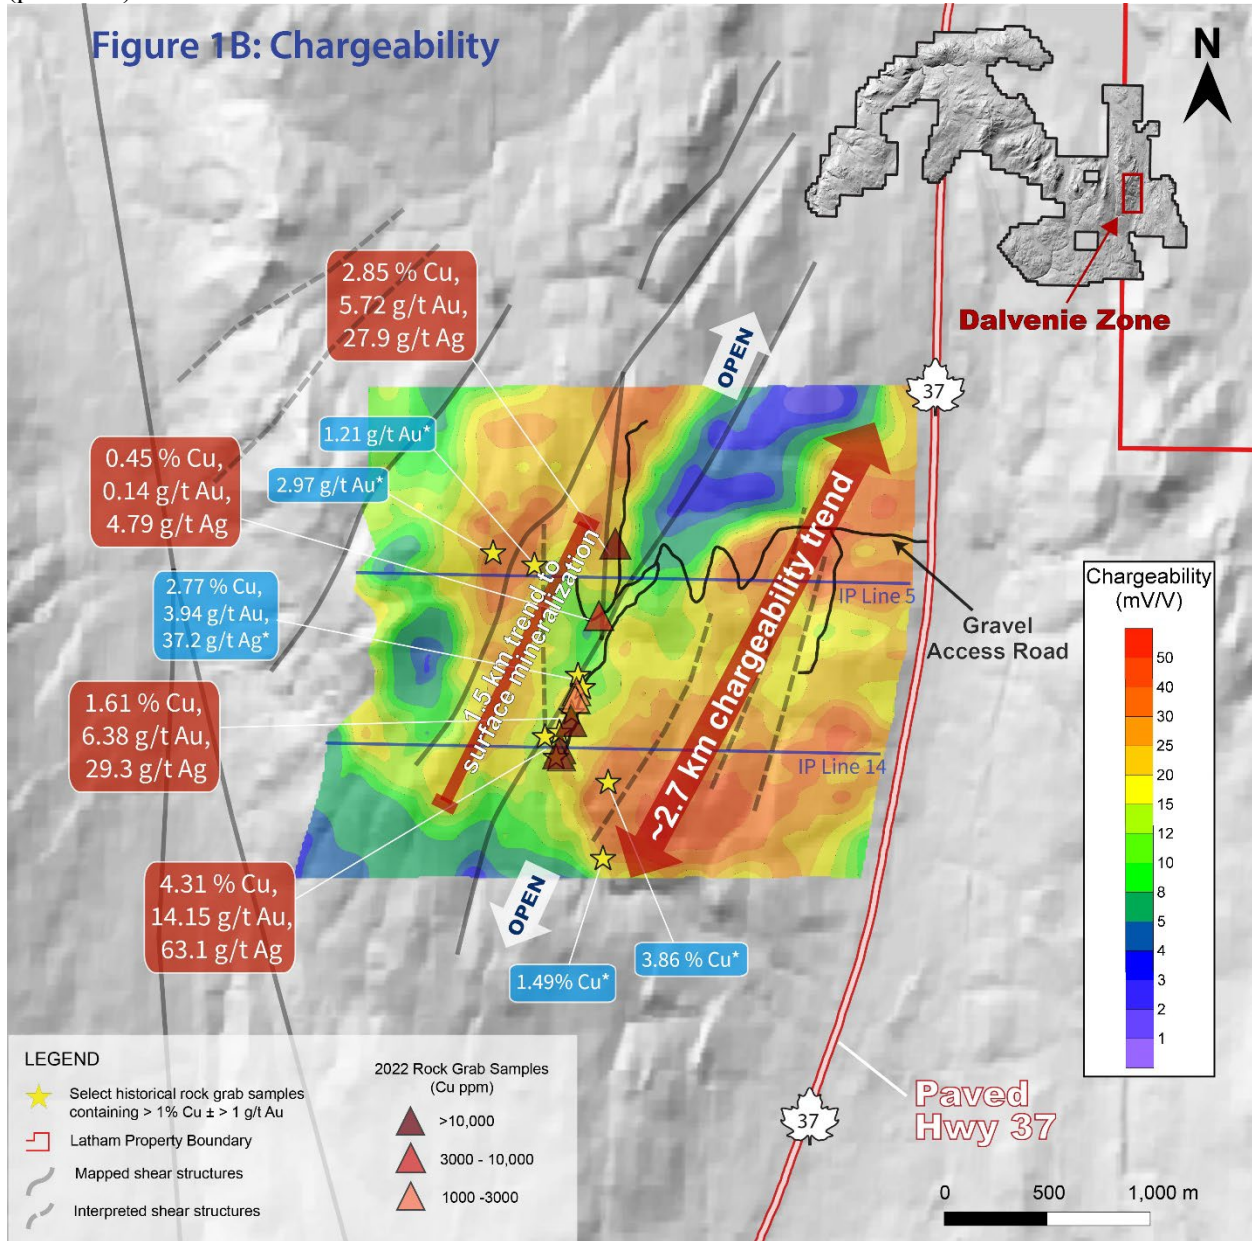 Figure 1B: Chargeability
N
Dalvenie Zone
37
2.85 % Cu,
5.72 g/t Au,
27.9 g/t Ag
OPEN
1.21 g/t Au*
2.97 g/t Au*
0.45 % Cu,
0.14 g/t Au,
4.79 g/t Ag
2.77 % Cu,
3.94 g/t Au,
37.2 g/t Ag*
1.61 % Cu,
6.38 g/t Au,
29.3 g/t Ag
4.31 % Cu,
14.15 g/t Au,
63.1 g/t Ag
1.5 km trend to
surface mineralization
~2.7 km chargeability trend
IP Line 5
IP Line 14
Gravel
Access Road
OPEN
1.49% Cu*
3.86 % Cu*
Chargeability
(mV/V)
50
40
30
25
20
15
12
10
8
5
4
3
2
1
Paved
Hwy 37
37
LEGEND
Select historical rock grab samples
containing > 1% Cu ± > 1 g/t Au
Latham Property Boundary
Mapped shear structures
Interpreted shear structures
2022 Rock Grab Samples
(Cu ppm)
>10,000
3000 - 10,000
1000 -3000
0 500 1,000 m